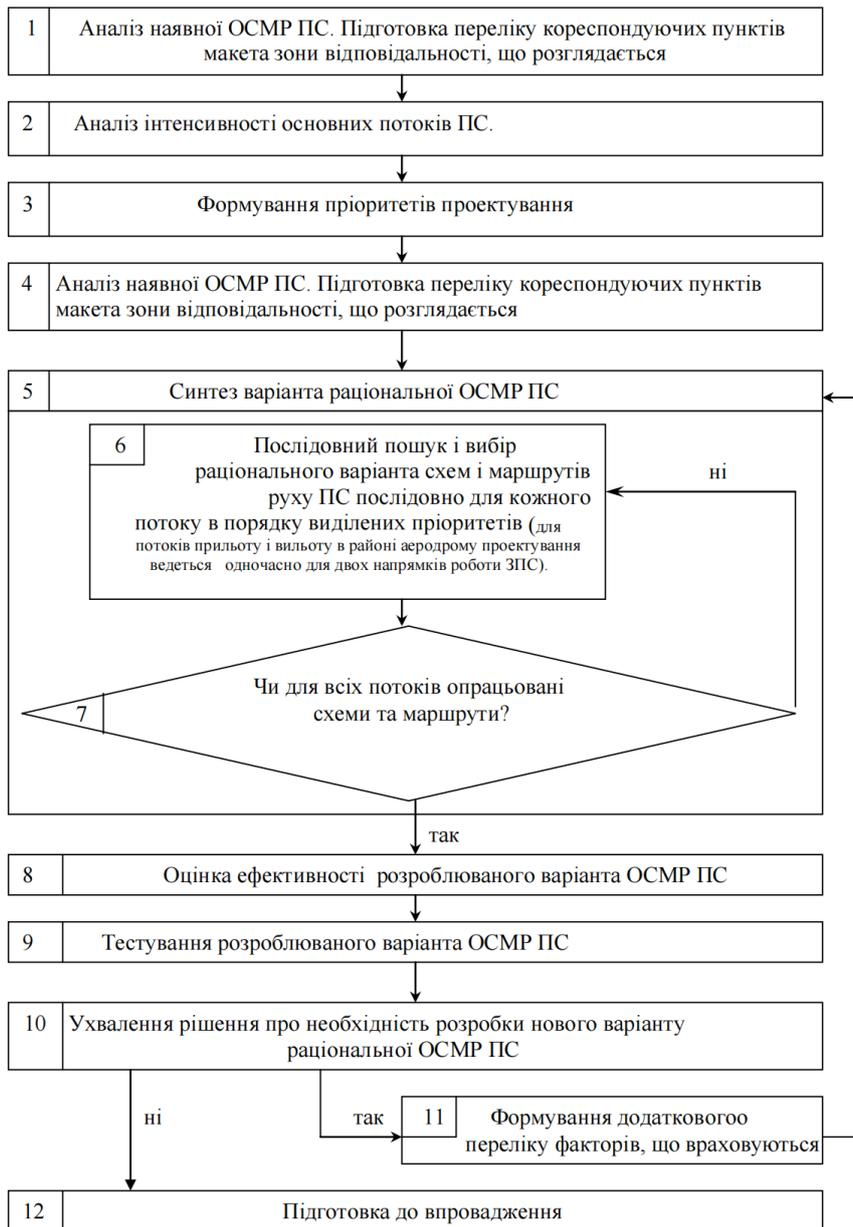 1
Аналіз наявної ОСМР ПС. Підготовка переліку кореспондуючих пунктів
макета зони відповідальності, що розглядається
2
Аналіз інтенсивності основних потоків ПС.
3
Формування пріоритетів проектування
4
Аналіз наявної ОСМР ПС. Підготовка переліку кореспондуючих пунктів
макета зони відповідальності, що розглядається
5
Синтез варіанта раціональної ОСМР ПС
6
Послідовний пошук і вибір
раціонального варіанта схем і маршрутів
руху ПС послідовно для кожного
потоку в порядку виділених пріоритетів (для
потоків прильоту і вильоту в районі аеродрому проектування
ведеться одночасно для двох напрямків роботи ЗПС).
ні
7
Чи для всіх потоків опрацьовані
схеми та маршрути?
так
8
Оцінка ефективності розроблюваного варіанта ОСМР ПС
9
Тестування розроблюваного варіанта ОСМР ПС
10
Ухвалення рішення про необхідність розробки нового варіанту
раціональної ОСМР ПС
ні
так
11
Формування додатковогоо
переліку факторів, що враховуються
12
Підготовка до впровадження